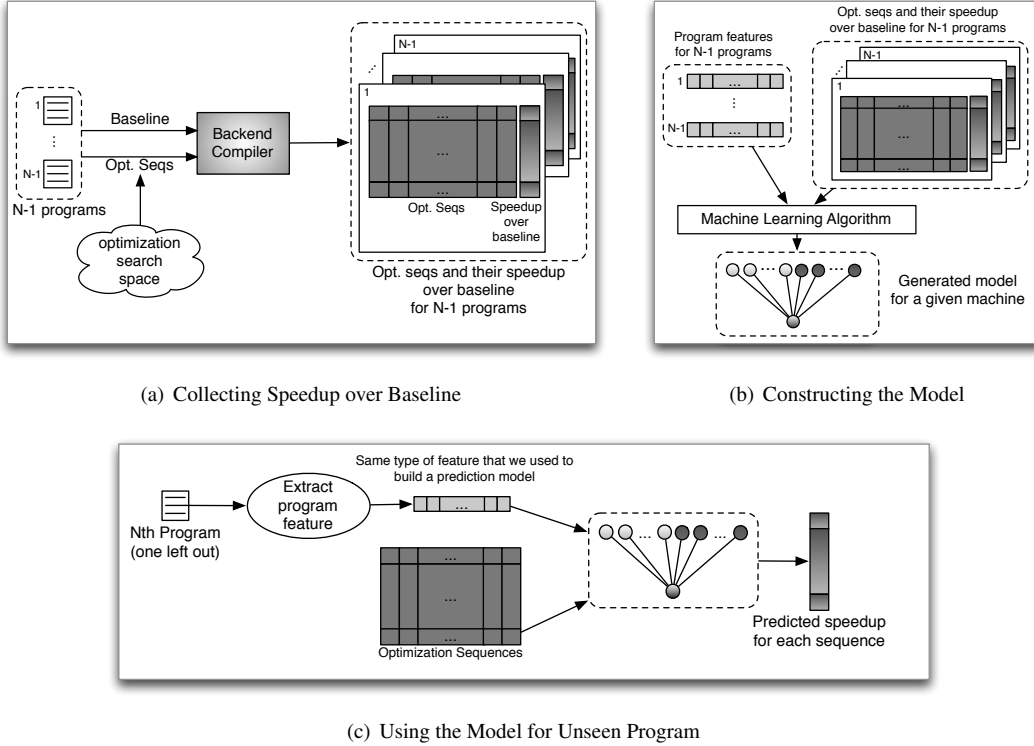 1
...
N-1
N-1 programs
Baseline
Opt. Seqs
optimization
search
space
Backend
Compiler
N-1
...
1
...
...
...
Opt. Seqs
Speedup
over
baseline
Opt. seqs and their speedup
over baseline
for N-1 programs
(a) Collecting Speedup over Baseline
Program features
for N-1 programs
1
...
...
N-1
...
Opt. seqs and their speedup
over baseline for N-1 programs
N-1
...
1
...
...
...
Machine Learning Algorithm
...
...
Generated model
for a given machine
(b) Constructing the Model
Nth Program
(one left out)
Extract
program
feature
Same type of feature that we used to
build a prediction model
...
...
...
...
Optimization Sequences
...
...
Predicted speedup
for each sequence
(c) Using the Model for Unseen Program